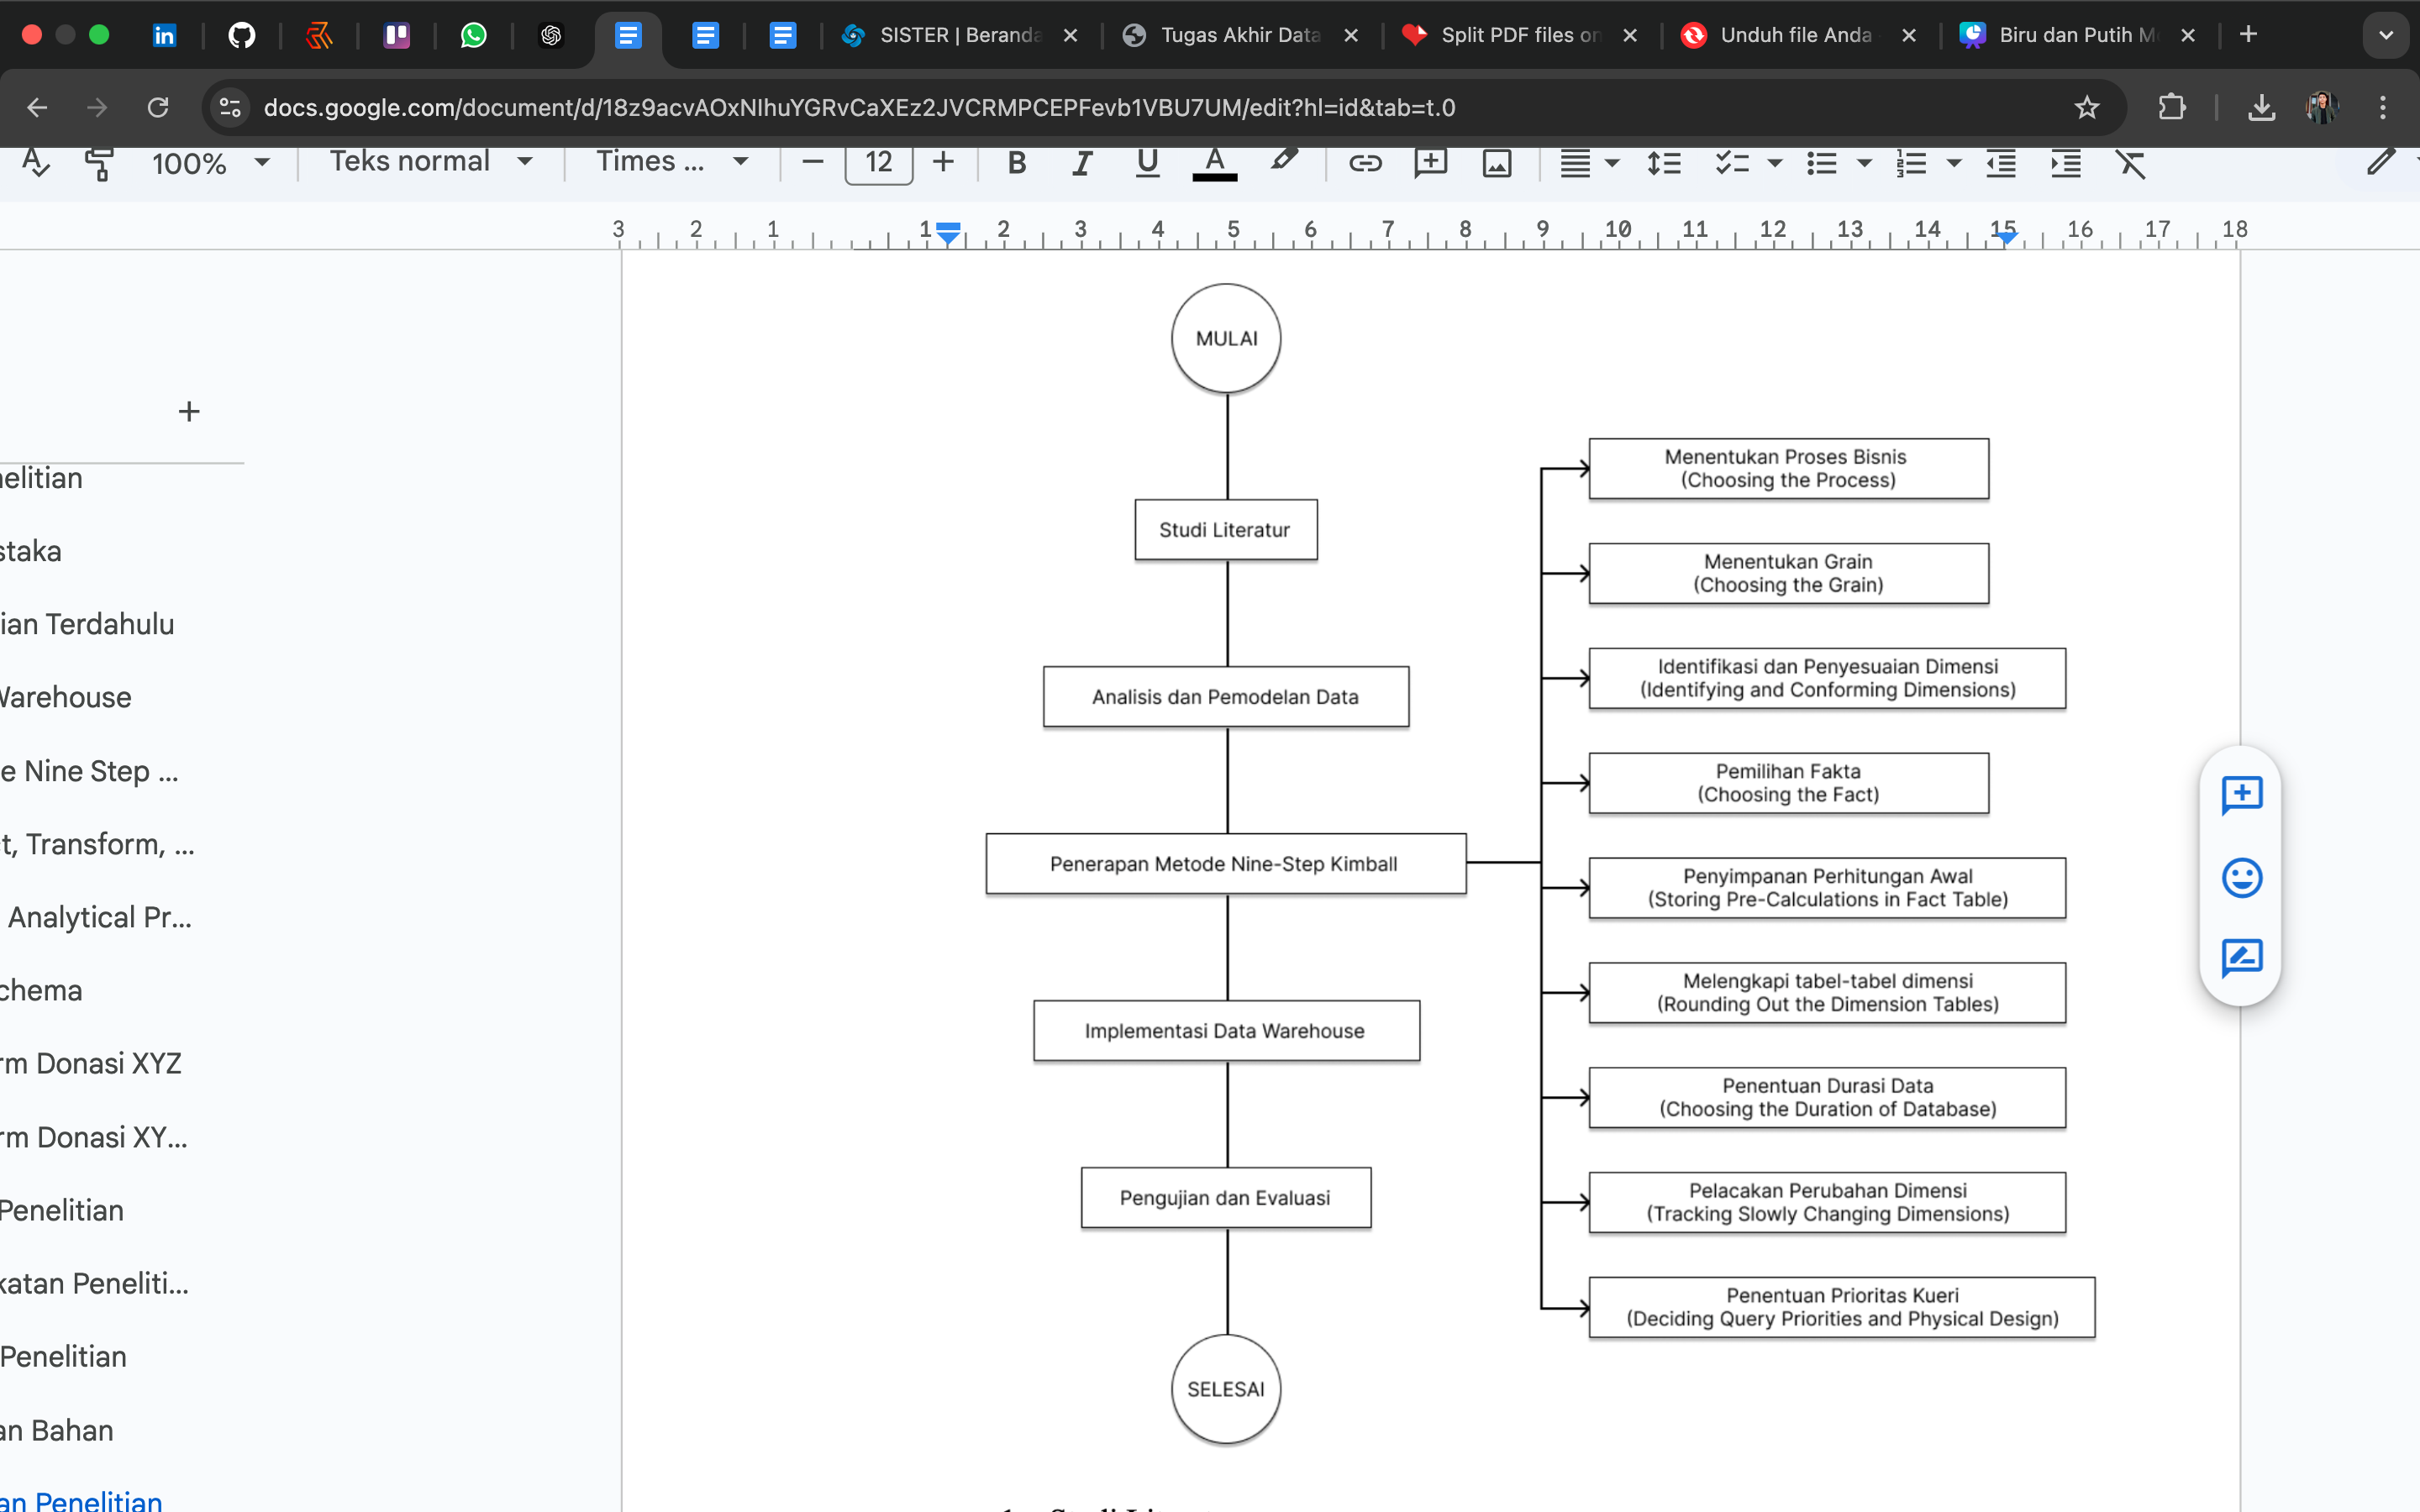 SISTER | Beranda
Tugas Akhir Data
Split PDF files on
Unduh file Anda
Biru dan Putih M
docs.google.com/document/d/18z9acvAOxNIhuYGRvCaXEz2JVCRMPCEPFevb1VBU7UM/edit?hl=id&tab=t.0
100% Teks normal Times ... 12 B I U A
3 2 1 1 2 3 4 5 6 7 8 9 10 11 12 13 14 15 16 17 18
elitian
staka
ian Terdahulu
Warehouse
e Nine Step ...
t, Transform, ...
Analytical Pr...
chema
rm Donasi XYZ
rm Donasi XY...
Penelitian
katan Peneliti...
Penelitian
an Bahan
an Penelitian
MULAI
Studi Literatur
Analisis dan Pemodelan Data
Penerapan Metode Nine-Step Kimball
Implementasi Data Warehouse
Pengujian dan Evaluasi
SELESAI
Menentukan Proses Bisnis
(Choosing the Process)
Menentukan Grain
(Choosing the Grain)
Identifikasi dan Penyesuaian Dimensi
(Identifying and Conforming Dimensions)
Pemilihan Fakta
(Choosing the Fact)
Penyimpanan Perhitungan Awal
(Storing Pre-Calculations in Fact Table)
Melengkapi tabel-tabel dimensi
(Rounding Out the Dimension Tables)
Penentuan Durasi Data
(Choosing the Duration of Database)
Pelacakan Perubahan Dimensi
(Tracking Slowly Changing Dimensions)
Penentuan Prioritas Kueri
(Deciding Query Priorities and Physical Design)